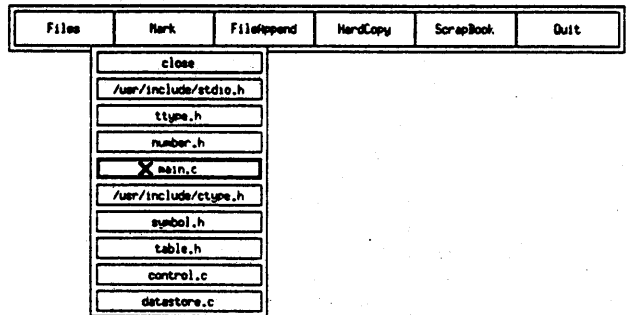 Files Mark FileAppend HardCopy ScrapBook Quit
close
/usr/include/stdio.h
ttype.h
number.h
main.c
/usr/include/ctype.h
symbol.h
table.h
control.c
datastore.c